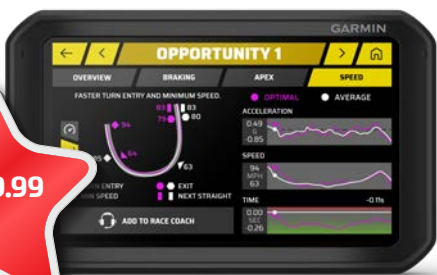 GARMIN
OPPORTUNITY 1
OVERVIEW BRAKING APEX SPEED
FASTER TURN ENTRY AND MINIMUM SPEED.
OPTIMAL AVERAGE
83 83
79 80
94
64
63
ENTRY EXIT
SPEED NEXT STRAIGHT
ADD TO RACE COACH
ACCELERATION
0.49
G
-0.85
SPEED
94
MPH
63
TIME -0.11s
0.00
SEC
-0.26
.99